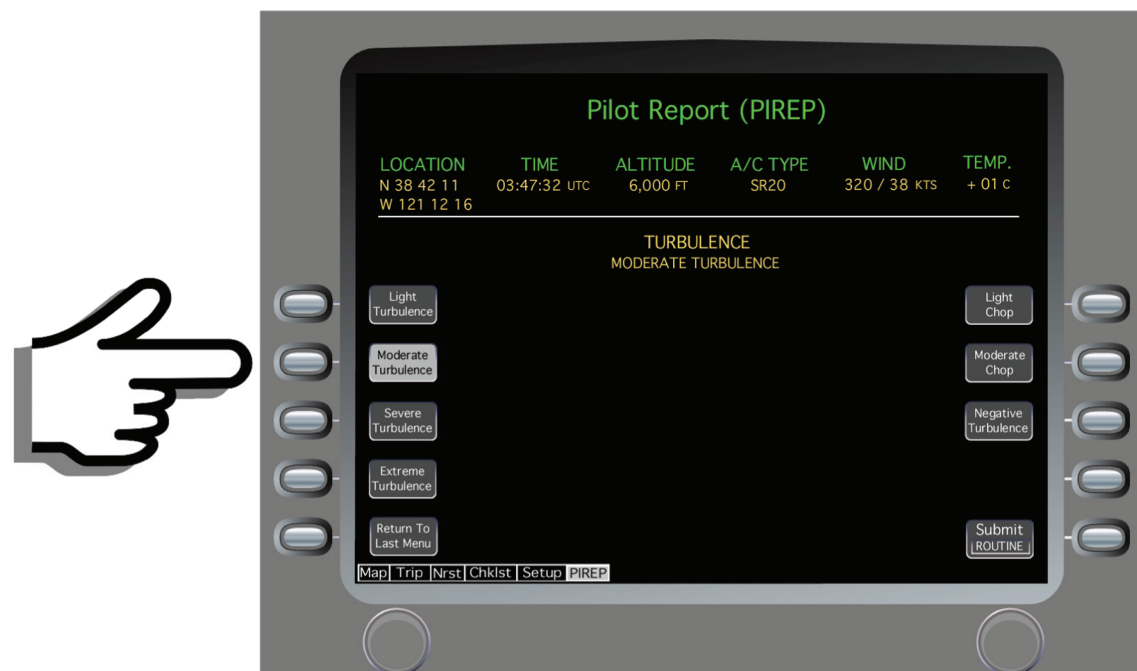 Pilot Report (PIREP)
LOCATION TIME ALTITUDE A/C TYPE WIND TEMP.
N 38 42 11 03:47:32 UTC 6,000 FT SR20 320 / 38 KTS + 01 C
W 121 12 16
TURBULENCE
MODERATE TURBULENCE
Light
Turbulence
Light
Chop
Moderate
Turbulence
Moderate
Chop
Severe
Turbulence
Negative
Turbulence
Extreme
Turbulence
Return To
Last Menu
Submit
ROUTINE
Map Trip Nrst Chklst Setup PIREP